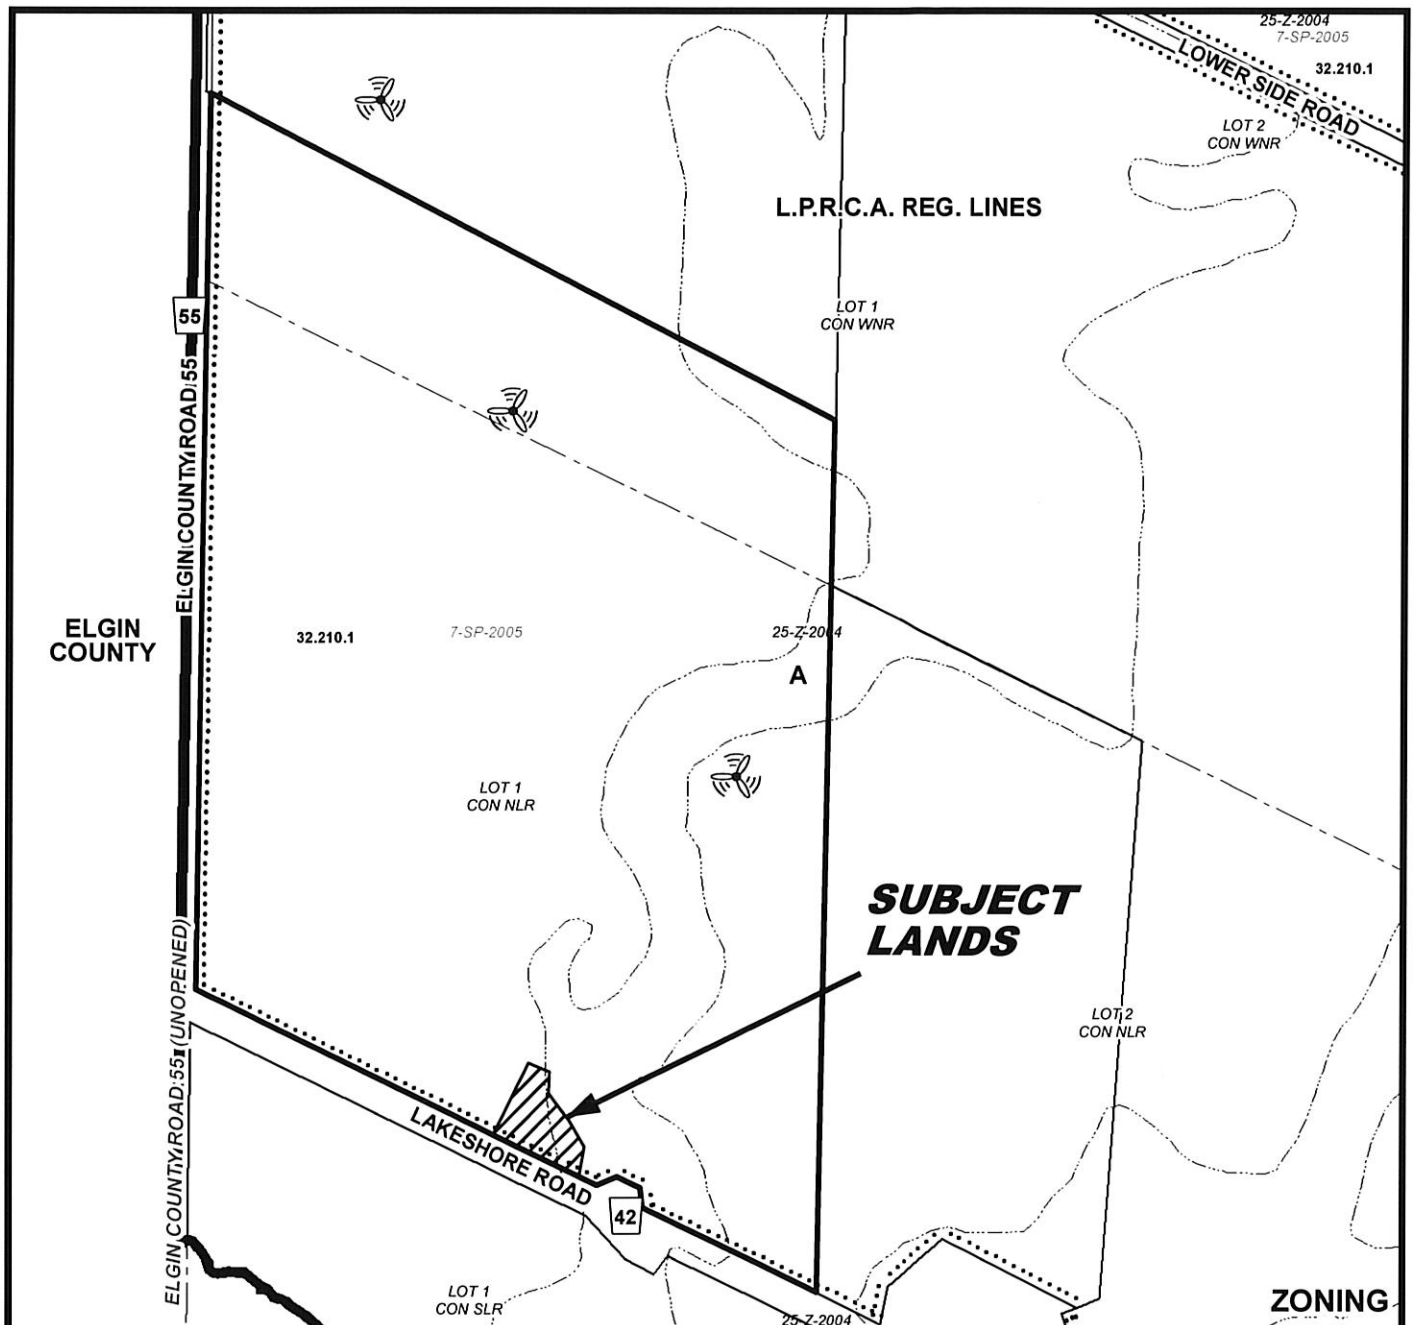 25-Z-2004
7-SP-2005
32.210.1
LOWER SIDE ROAD
LOT 2
CON WNR
L.P.R.C.A. REG. LINES
LOT 1
CON WNR
55
ELGIN COUNTY ROAD 55
ELGIN
COUNTY
32.210.1
7-SP-2005
25-Z-2004
A
LOT 1
CON NLR
SUBJECT
LANDS
LOT 2
CON NLR
ELGIN COUNTY ROAD 55 (UNOPENED)
LAKESHORE ROAD
42
LOT 1
CON SLR
25-Z-2004
ZONING